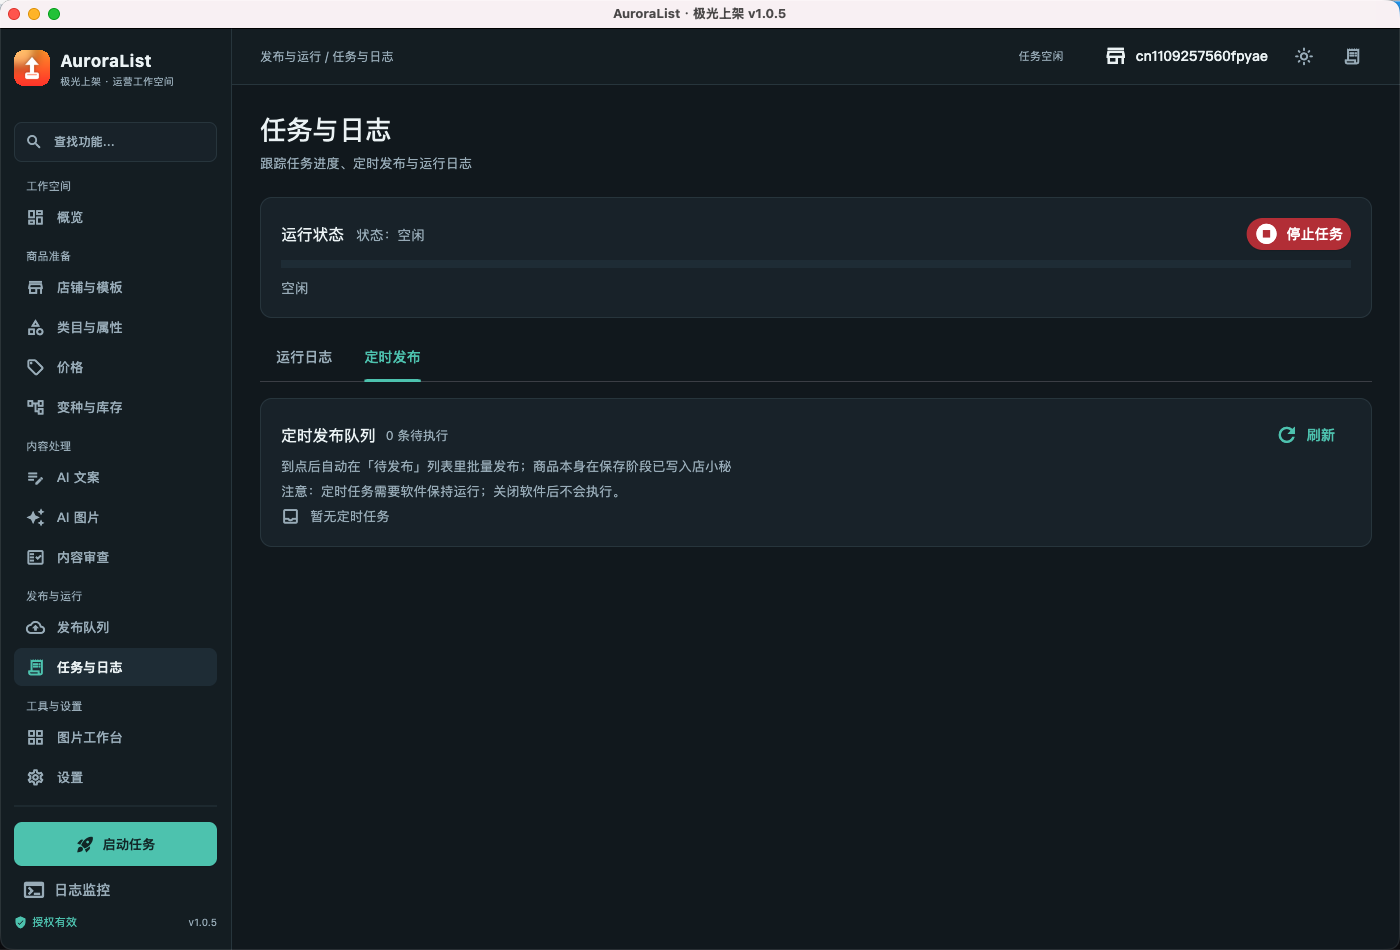 AuroraList · 极光上架 v1.0.5
AuroraList
极光上架 · 运营工作空间
查找功能...
工作空间
概览
商品准备
店铺与模板
类目与属性
价格
变种与库存
内容处理
AI 文案
AI 图片
内容审查
发布与运行
发布队列
任务与日志
工具与设置
图片工作台
设置
启动任务
日志监控
授权有效
v1.0.5
发布与运行 / 任务与日志
任务空闲
cn1109257560fpyae
任务与日志
跟踪任务进度、定时发布与运行日志
运行状态 状态：空闲
停止任务
空闲
运行日志
定时发布
定时发布队列 0 条待执行
刷新
到点后自动在「待发布」列表里批量发布；商品本身在保存阶段已写入店小秘
注意：定时任务需要软件保持运行；关闭软件后不会执行。
暂无定时任务